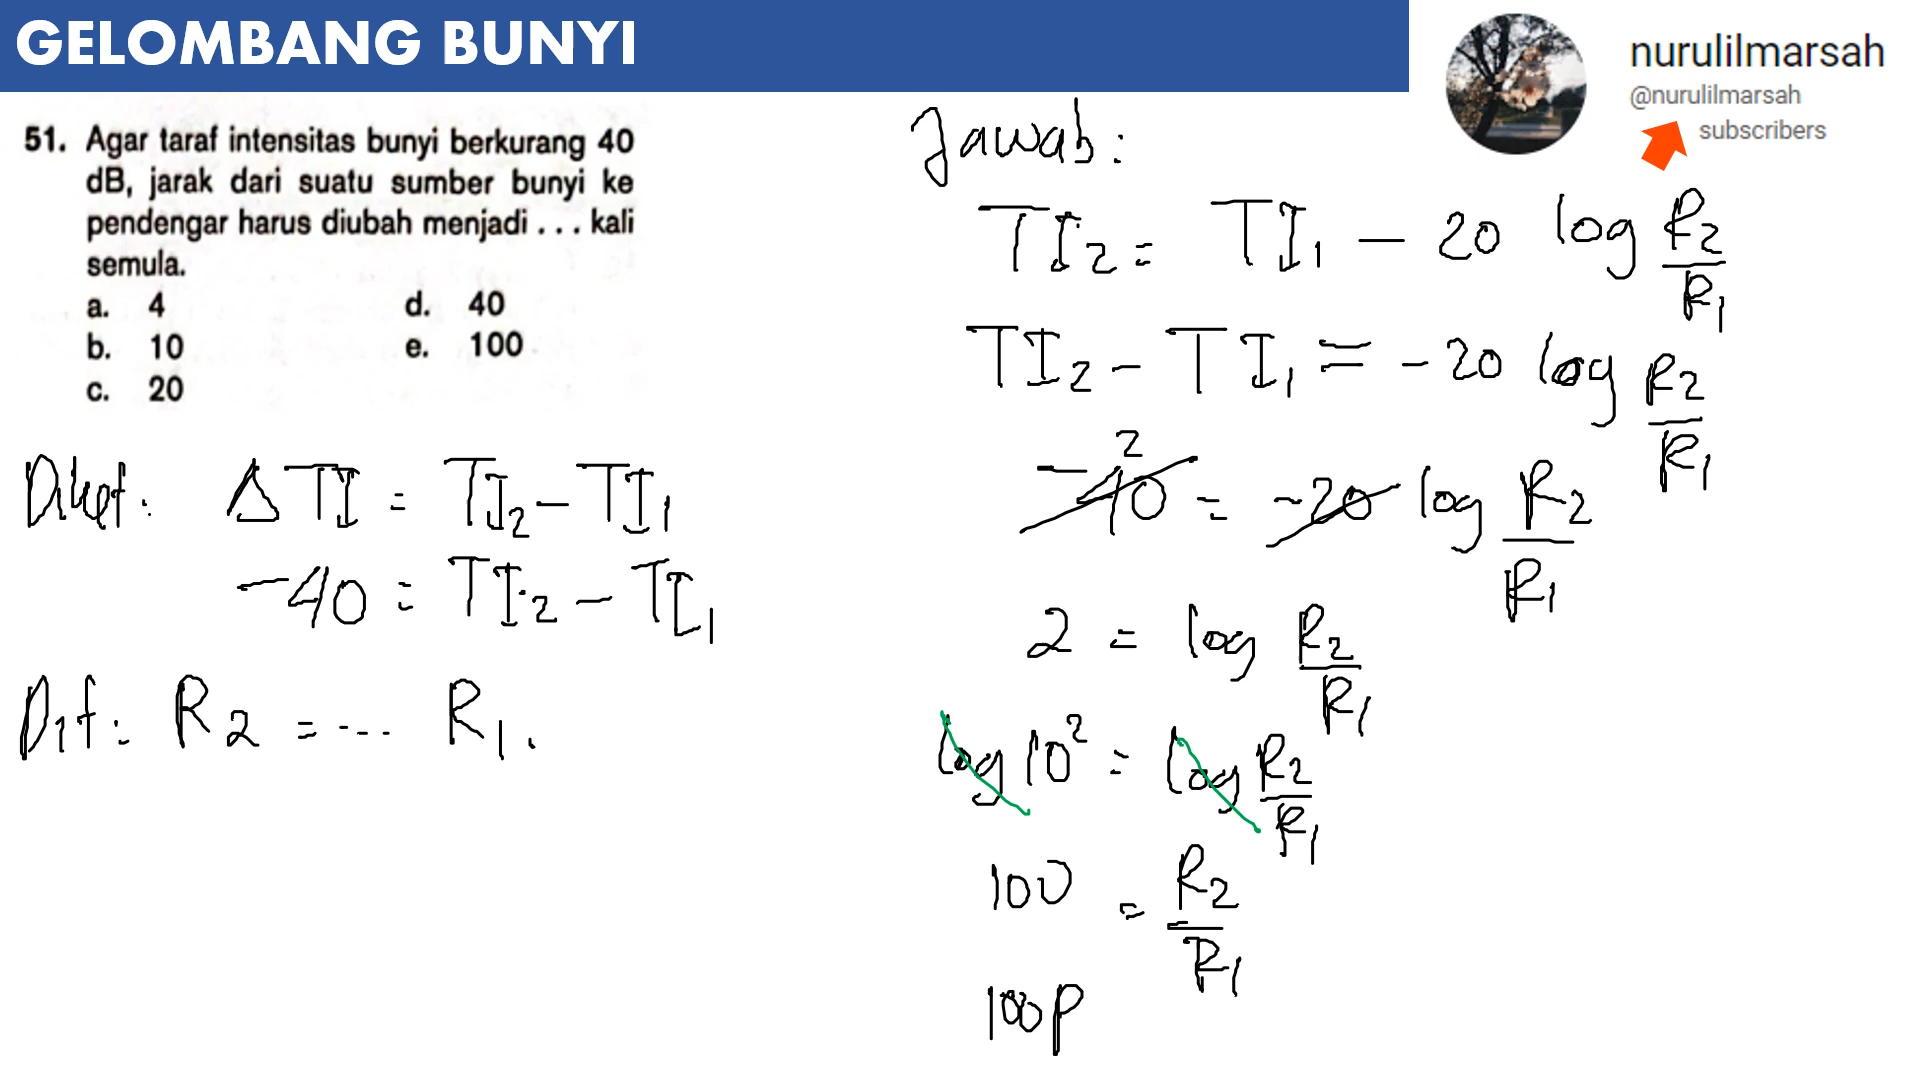 GELOMBANG BUNYI
nurulilmarsah
@nurulilmarsah
subscribers
51. Agar taraf intensitas bunyi berkurang 40
dB, jarak dari suatu sumber bunyi ke
pendengar harus diubah menjadi . . . kali
semula.
a. 4 d. 40
b. 10 e. 100
c. 20
Diket: ΔTI = TI₂ - TI₁
-40 = TI₂ - TI₁
Dit: R₂ = ... R₁.
Jawab:
TI₂ = TI₁ - 20 log R₂/R₁
TI₂ - TI₁ = -20 log R₂/R₁
2
-40 = -20 log R₂/R₁
2 = log R₂/R₁
log 10² = log R₂/R₁
100 = R₂/R₁
100 R